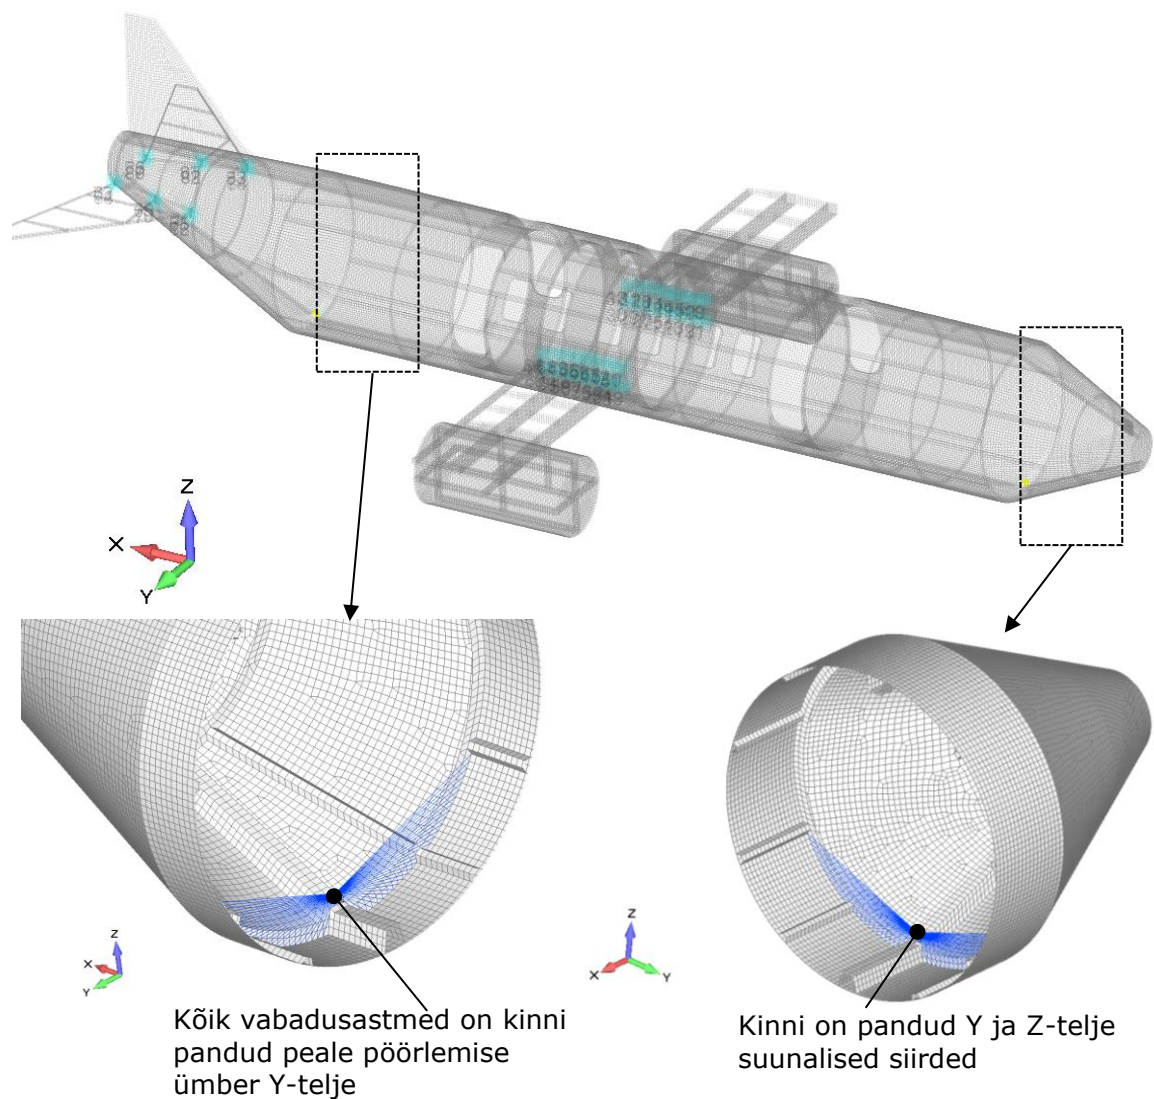 Z
X
Y
Z
X
Y
Z
X
Y
Kõik vabadusastmed on kinni
pandud peale pöörlemise
ümber Y-telje
Kinni on pandud Y ja Z-telje
suunalised siirded